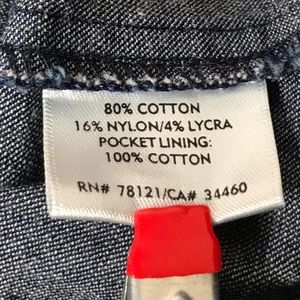 80% COTTON
16% NYLON/4% LYCRA
POCKET LINING:
100% COTTON
RN# 78121/CA# 34460